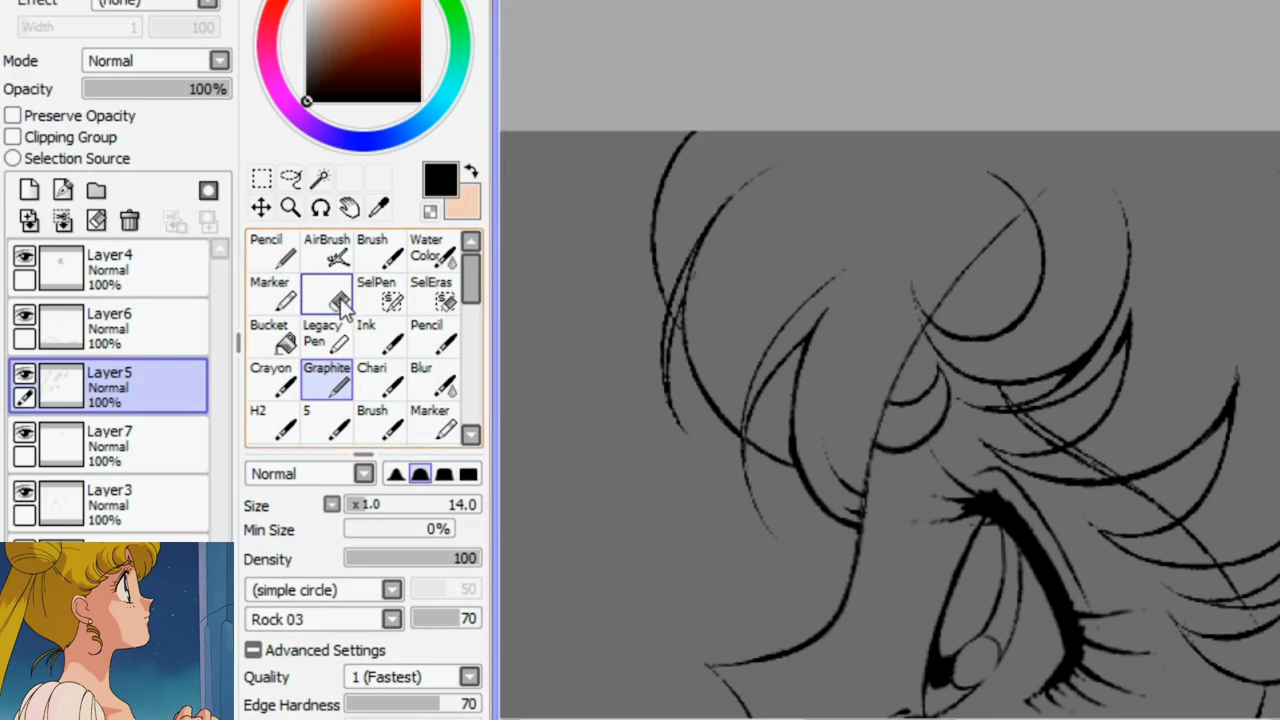 Effect (none)
Width 1 100
Mode Normal
Opacity 100%
Preserve Opacity
Clipping Group
Selection Source
Layer4
Normal
100%
Layer6
Normal
100%
Layer5
Normal
100%
Layer7
Normal
100%
Layer3
Normal
100%
Pencil AirBrush Brush Water Color
Marker SelPen SelEras
Bucket Legacy Pen Ink Pencil
Crayon Graphite Chari Blur
H2 5 Brush Marker
Normal
Size x1.0 14.0
Min Size 0%
Density 100
(simple circle) 50
Rock 03 70
Advanced Settings
Quality 1 (Fastest)
Edge Hardness 70